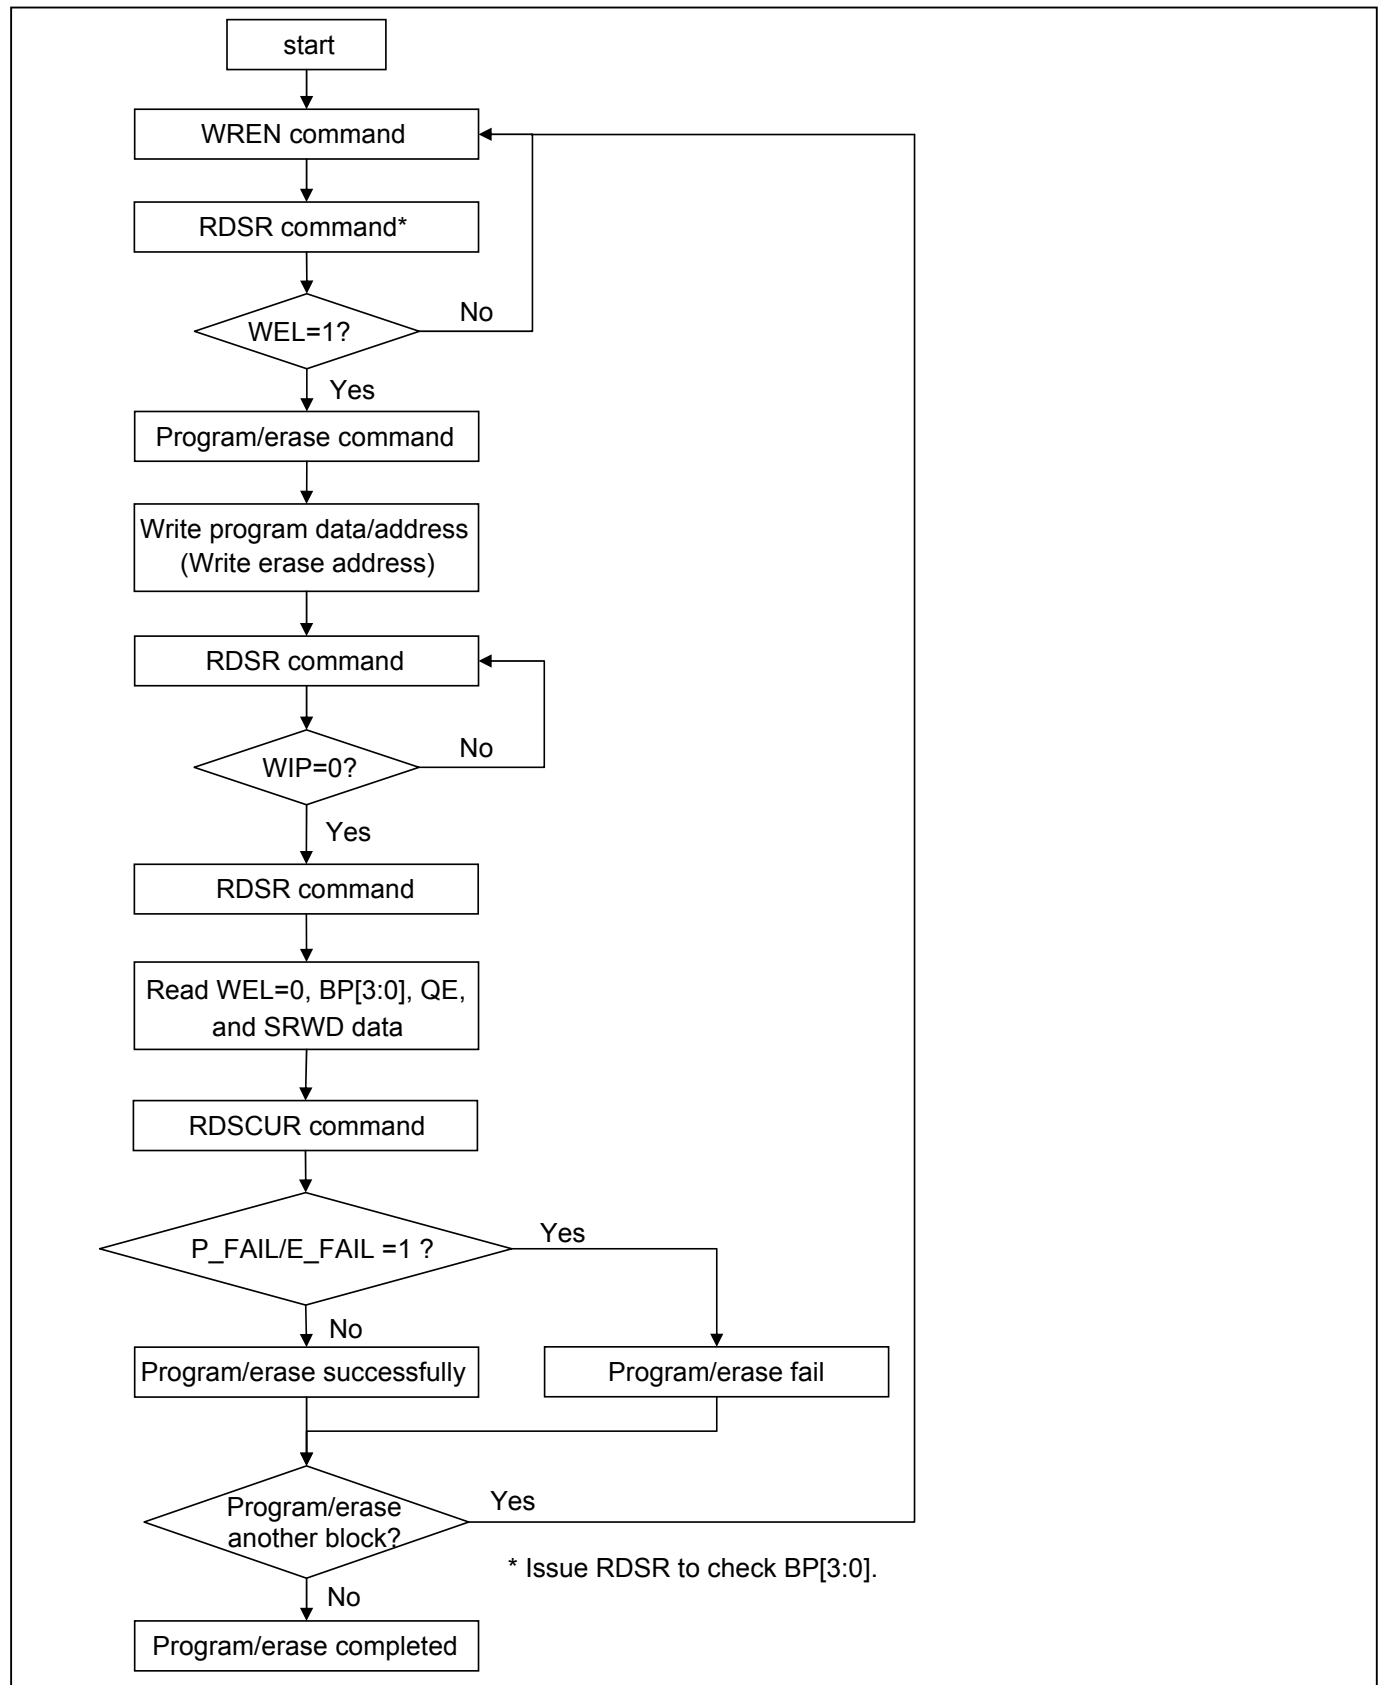 start
WREN command
RDSR command*
WEL=1?
No
Yes
Program/erase command
Write program data/address
(Write erase address)
RDSR command
WIP=0?
No
Yes
RDSR command
Read WEL=0, BP[3:0], QE,
and SRWD data
RDSCUR command
P_FAIL/E_FAIL =1 ?
Yes
No
Program/erase successfully
Program/erase fail
Program/erase
another block?
Yes
* Issue RDSR to check BP[3:0].
No
Program/erase completed